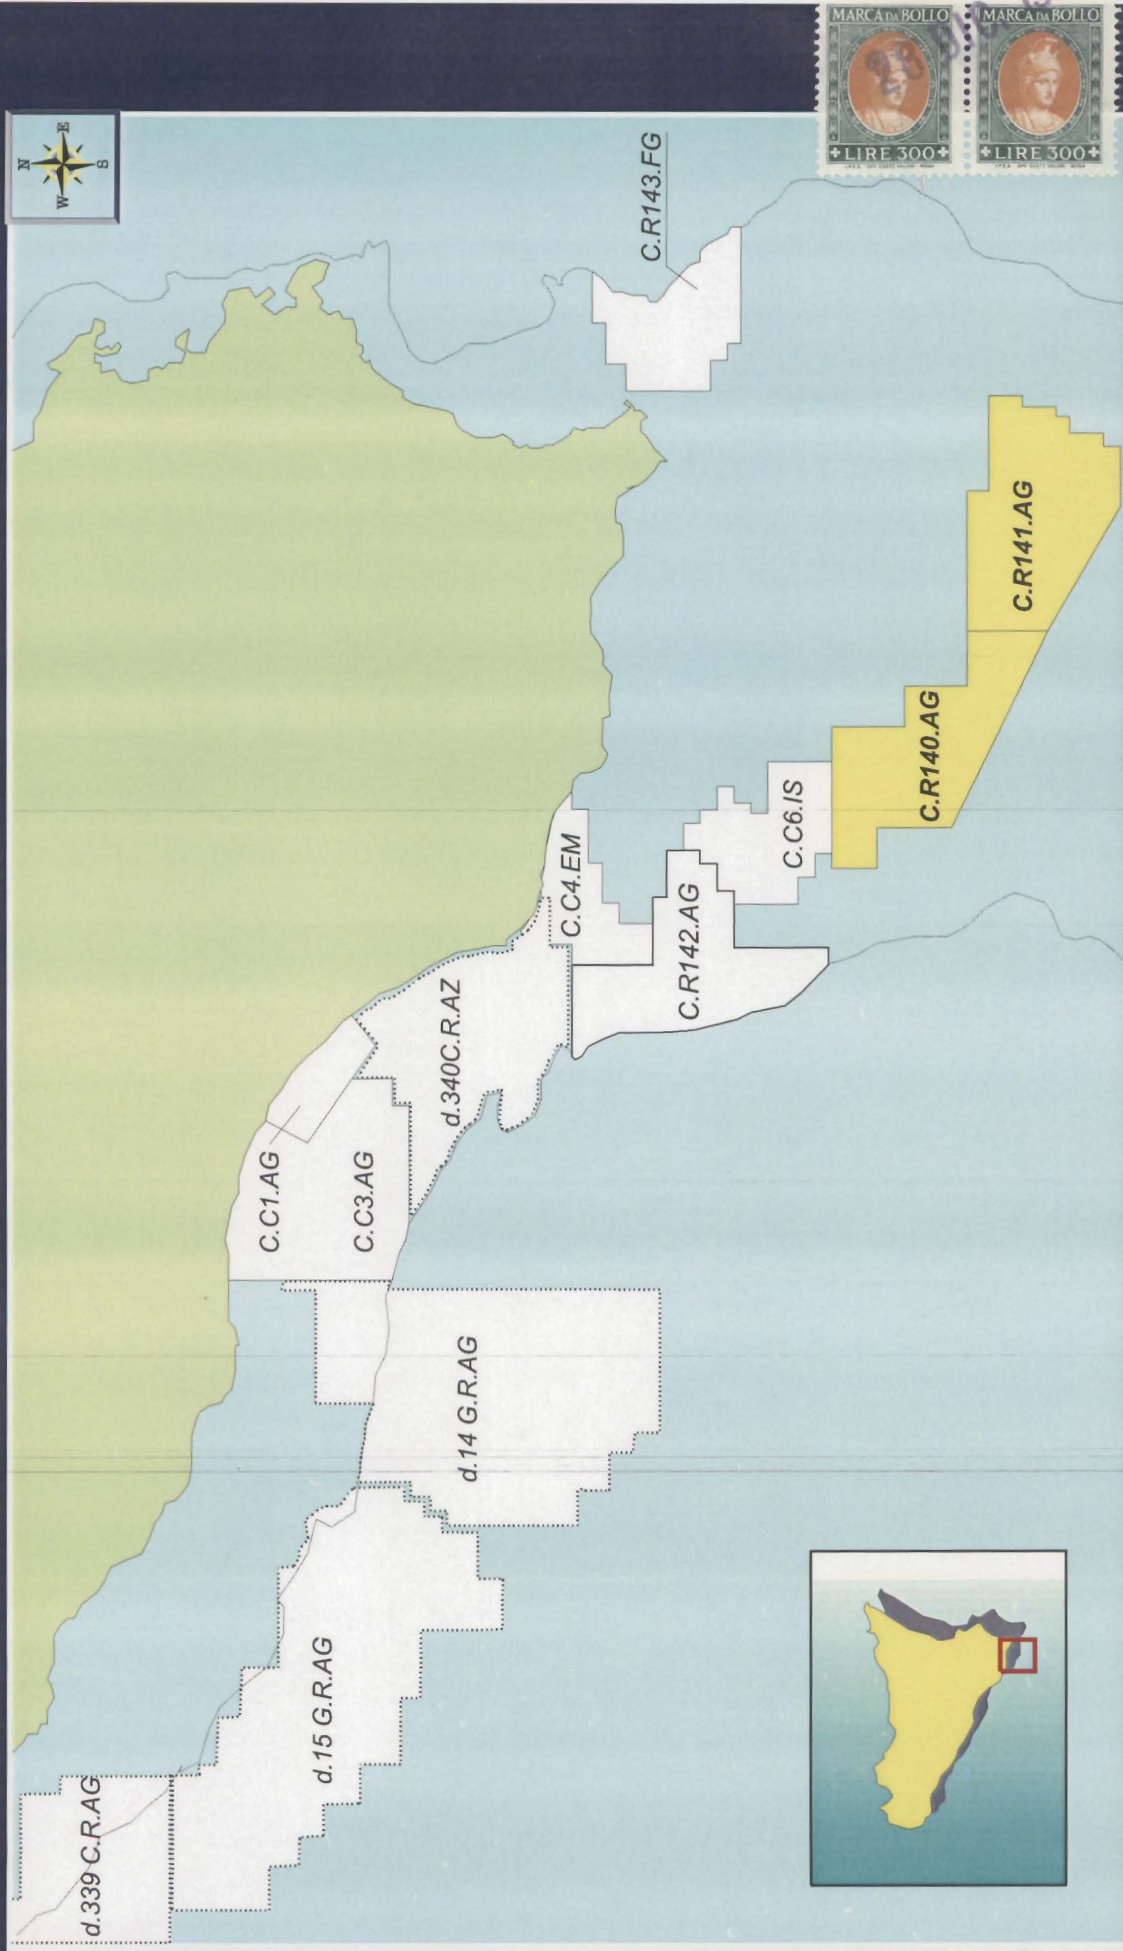 MARCA DA BOLLO
MARCA DA BOLLO
LIRE 300
LIRE 300
N
E
S
W
C.R143.FG
C.R141.AG
C.R140.AG
C.C6.IS
C.C4.EM
C.R142.AG
d.340C.R.AZ
C.C1.AG
C.C3.AG
d.14 G.R.AG
d.15 G.R.AG
d.339 C.R.AG